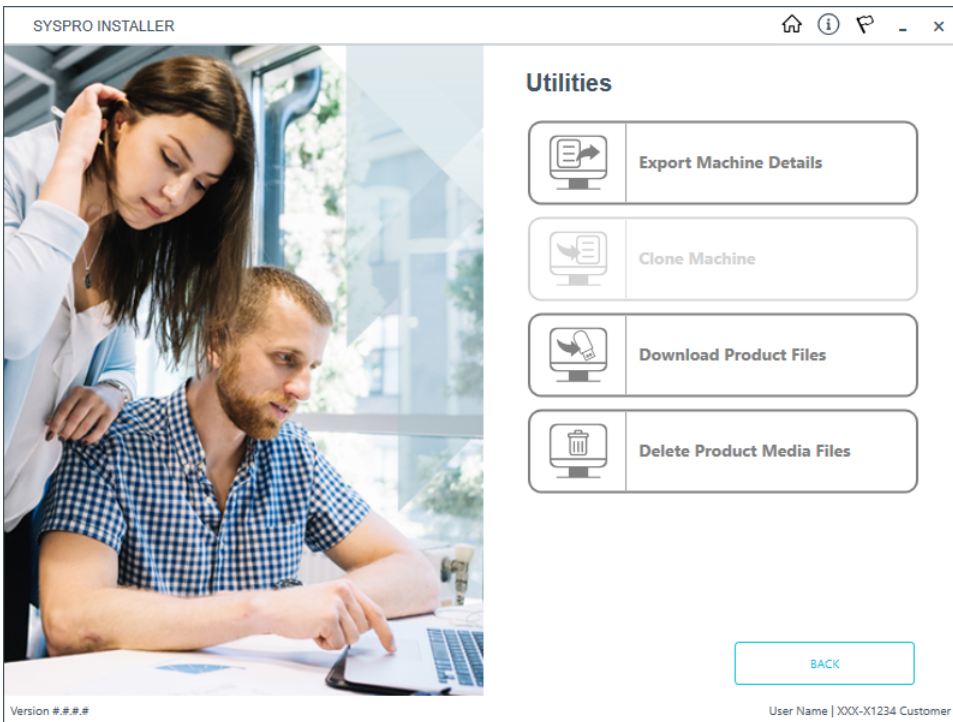 SYSPRO INSTALLER
Utilities
Export Machine Details
Clone Machine
Download Product Files
Delete Product Media Files
BACK
Version #.#.#.#
User Name | XXX-X1234 Customer